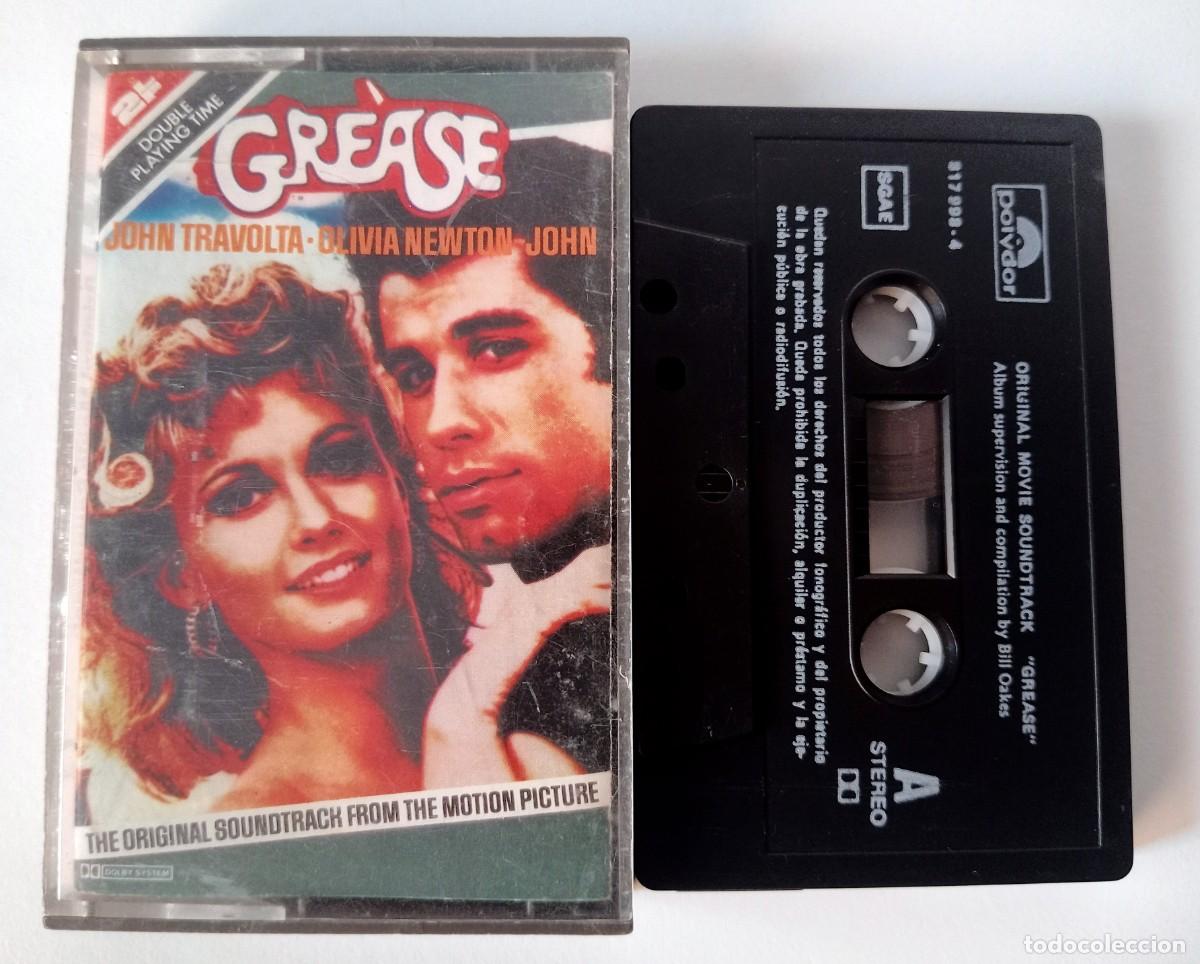 2in1
DOUBLE
PLAYING TIME
GREASE
JOHN TRAVOLTA · OLIVIA NEWTON-JOHN
THE ORIGINAL SOUNDTRACK FROM THE MOTION PICTURE
DOLBY SYSTEM
polydor
ORIGINAL MOVIE SOUNDTRACK "GREASE"
Album supervision and compilation by Bill Oakes
817 998 · 4
SGAE
A
STEREO
Quedan reservados todos los derechos del productor fonográfico y del propietario
de la obra grabada. Queda prohibida la duplicación, alquiler o préstamo y la eje-
cución pública o radiodifusión.
todocoleccion